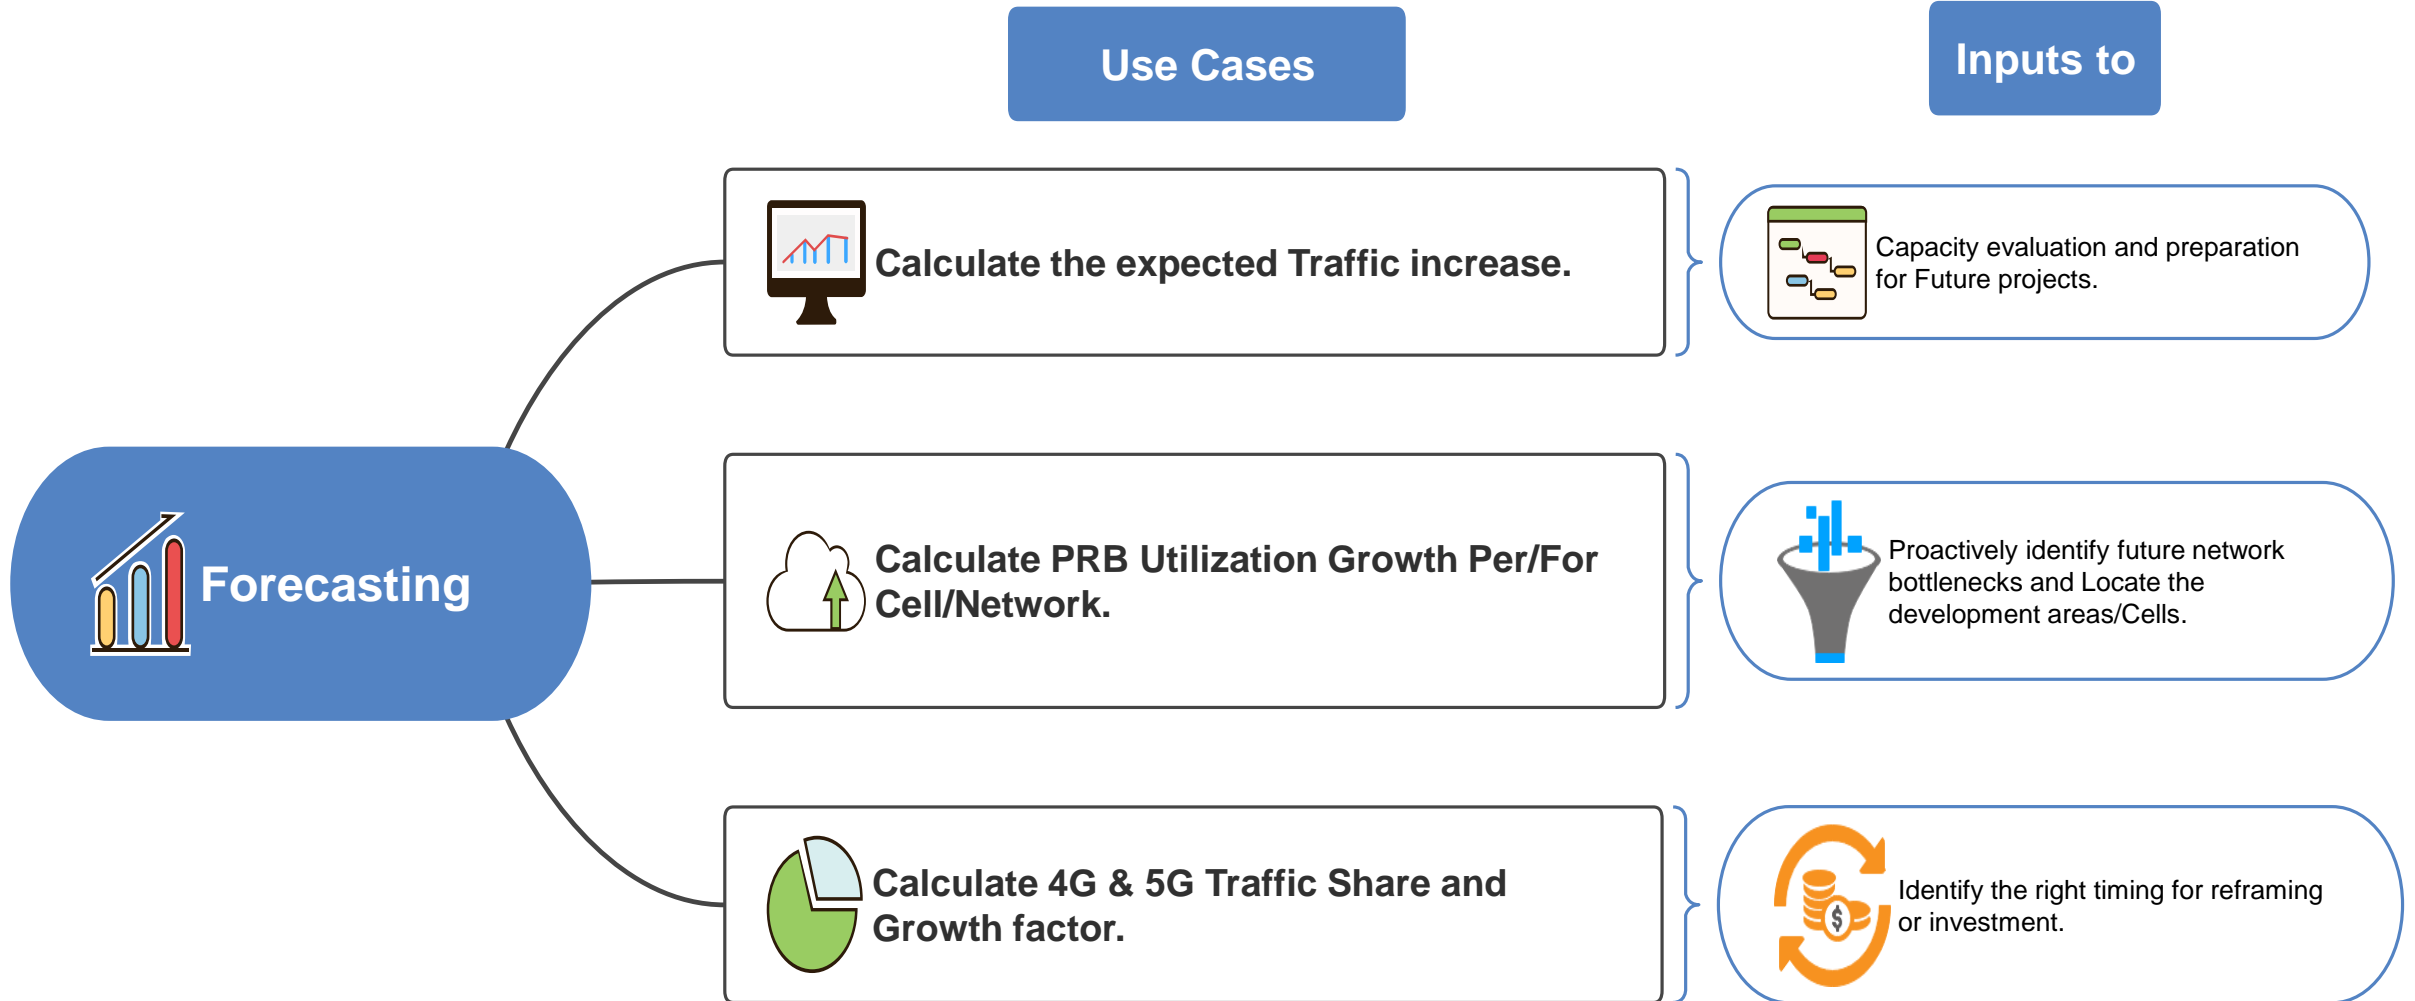 Use Cases
Inputs to
Forecasting
Calculate the expected Traffic increase.
Capacity evaluation and preparation
for Future projects.
Calculate PRB Utilization Growth Per/For
Cell/Network.
Proactively identify future network
bottlenecks and Locate the
development areas/Cells.
Calculate 4G & 5G Traffic Share and
Growth factor.
$
Identify the right timing for reframing
or investment.